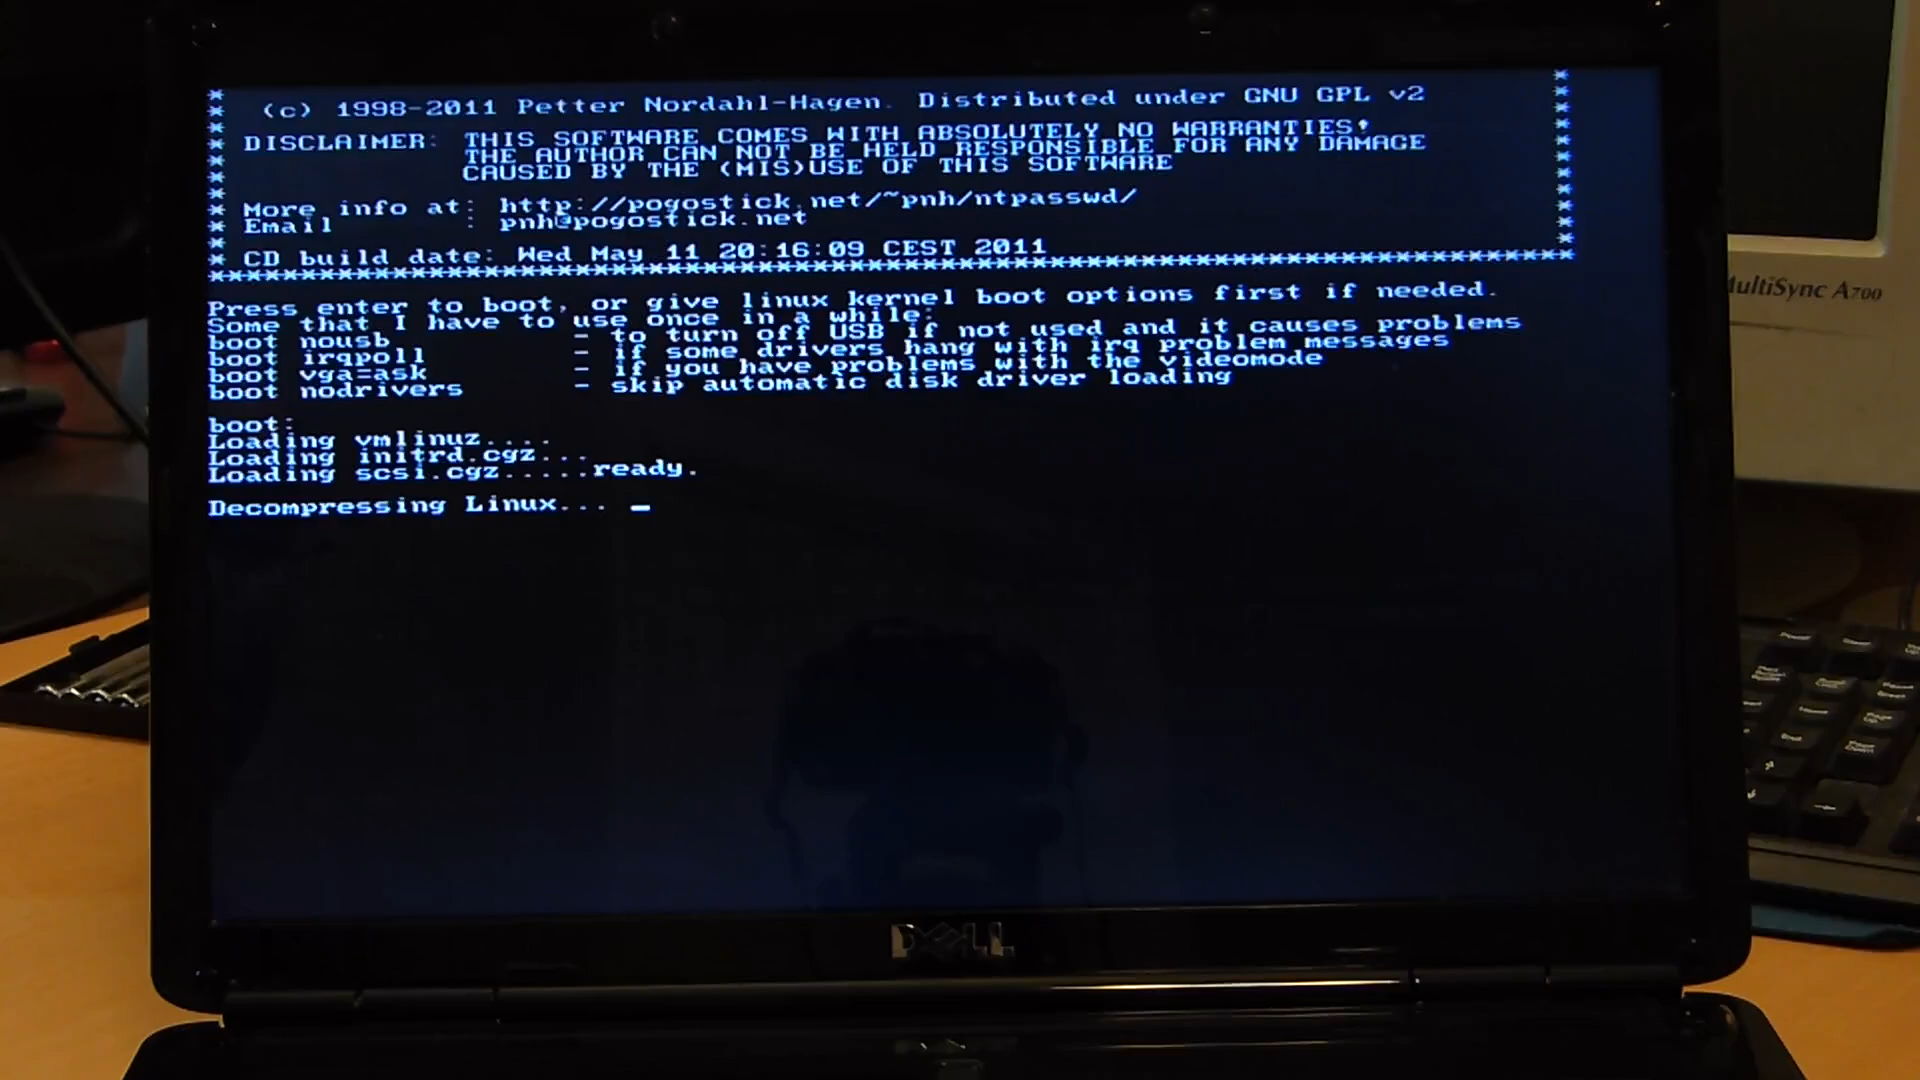 * (c) 1998-2011 Petter Nordahl-Hagen. Distributed under GNU GPL v2 *
* DISCLAIMER: THIS SOFTWARE COMES WITH ABSOLUTELY NO WARRANTIES! *
* THE AUTHOR CAN NOT BE HELD RESPONSIBLE FOR ANY DAMAGE *
* CAUSED BY THE (MIS)USE OF THIS SOFTWARE *
* More info at: http://pogostick.net/~pnh/ntpasswd/ *
* Email : pnh@pogostick.net *
* CD build date: Wed May 11 20:16:09 CEST 2011 *
***************************************************************************
Press enter to boot, or give linux kernel boot options first if needed.
Some that I have to use once in a while:
boot nousb - to turn off USB if not used and it causes problems
boot irqpoll - if some drivers hang with irq problem messages
boot vga=ask - if you have problems with the videomode
boot nodrivers - skip automatic disk driver loading
boot:
Loading vmlinuz....
Loading initrd.cgz...
Loading scsi.cgz.....ready.
Decompressing Linux... _
DELL
MultiSync A700